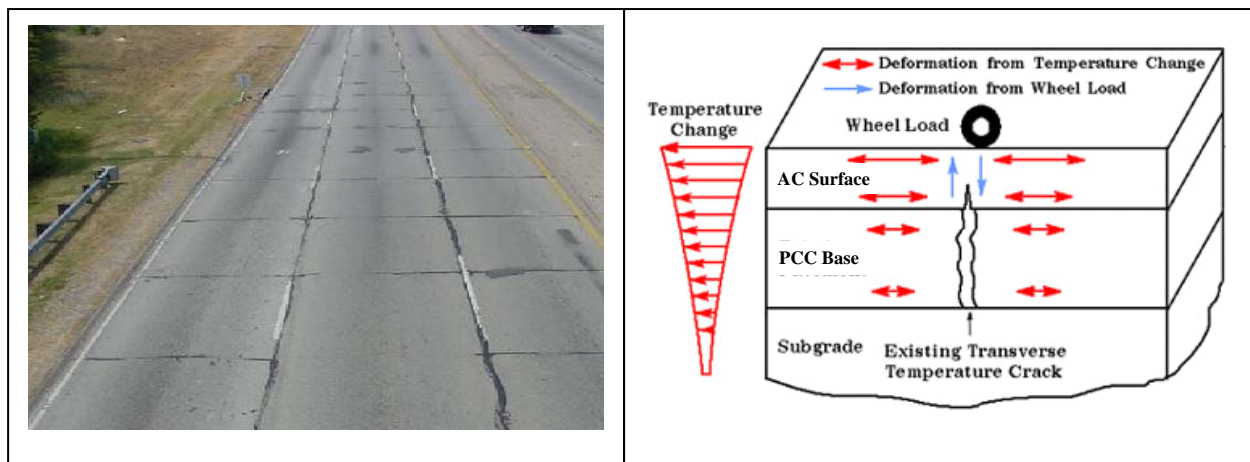 Deformation from Temperature Change
Deformation from Wheel Load
Temperature
Change
Wheel Load
AC Surface
PCC Base
Subgrade
Existing Transverse
Temperature Crack